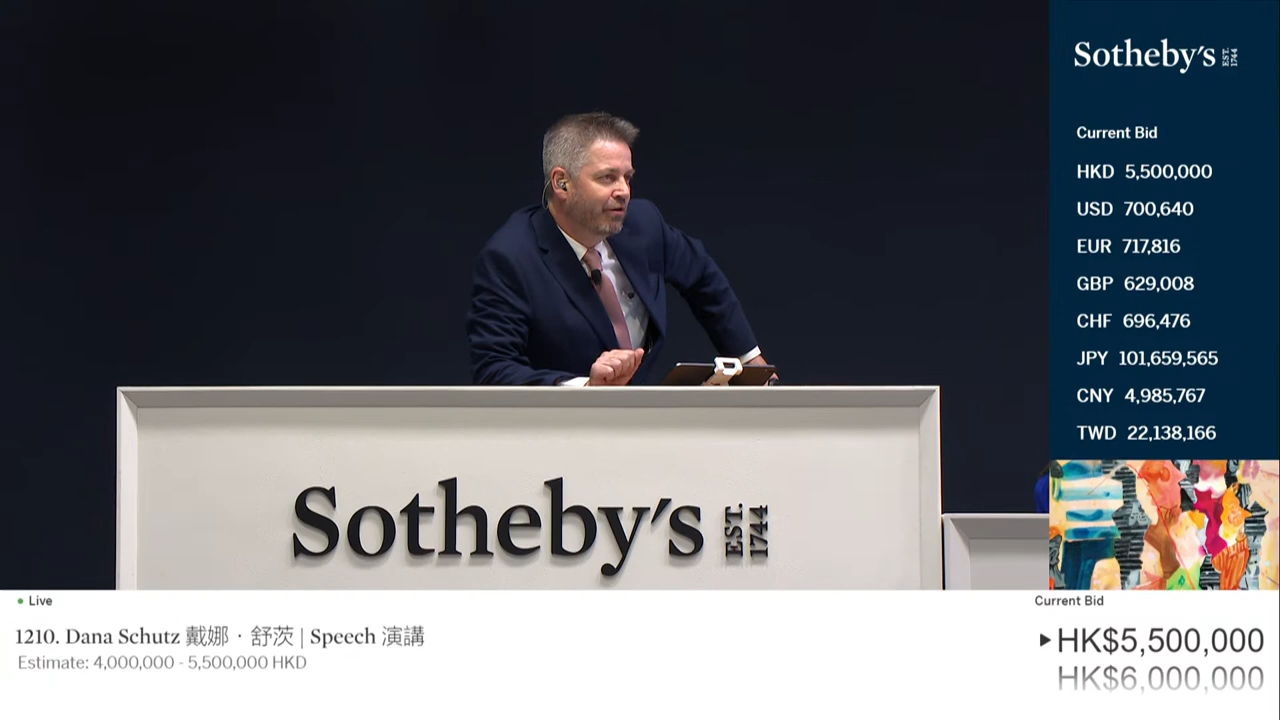 Sotheby's EST. 1744
Current Bid
HKD 5,500,000
USD 700,640
EUR 717,816
GBP 629,008
CHF 696,476
JPY 101,659,565
CNY 4,985,767
TWD 22,138,166
Sotheby's EST. 1744
Live
Current Bid
1210. Dana Schutz 戴娜·舒茨 | Speech 演講
HK$5,500,000
Estimate: 4,000,000 - 5,500,000 HKD
HK$6,000,000